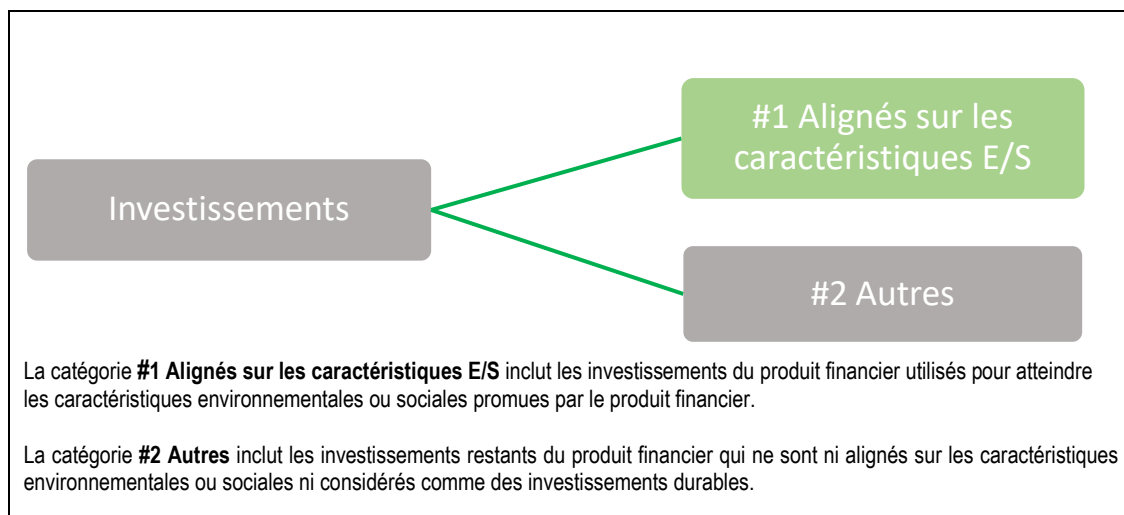 #1 Alignés sur les
caractéristiques E/S
Investissements
#2 Autres
La catégorie #1 Alignés sur les caractéristiques E/S inclut les investissements du produit financier utilisés pour atteindre
les caractéristiques environnementales ou sociales promues par le produit financier.
La catégorie #2 Autres inclut les investissements restants du produit financier qui ne sont ni alignés sur les caractéristiques
environnementales ou sociales ni considérés comme des investissements durables.